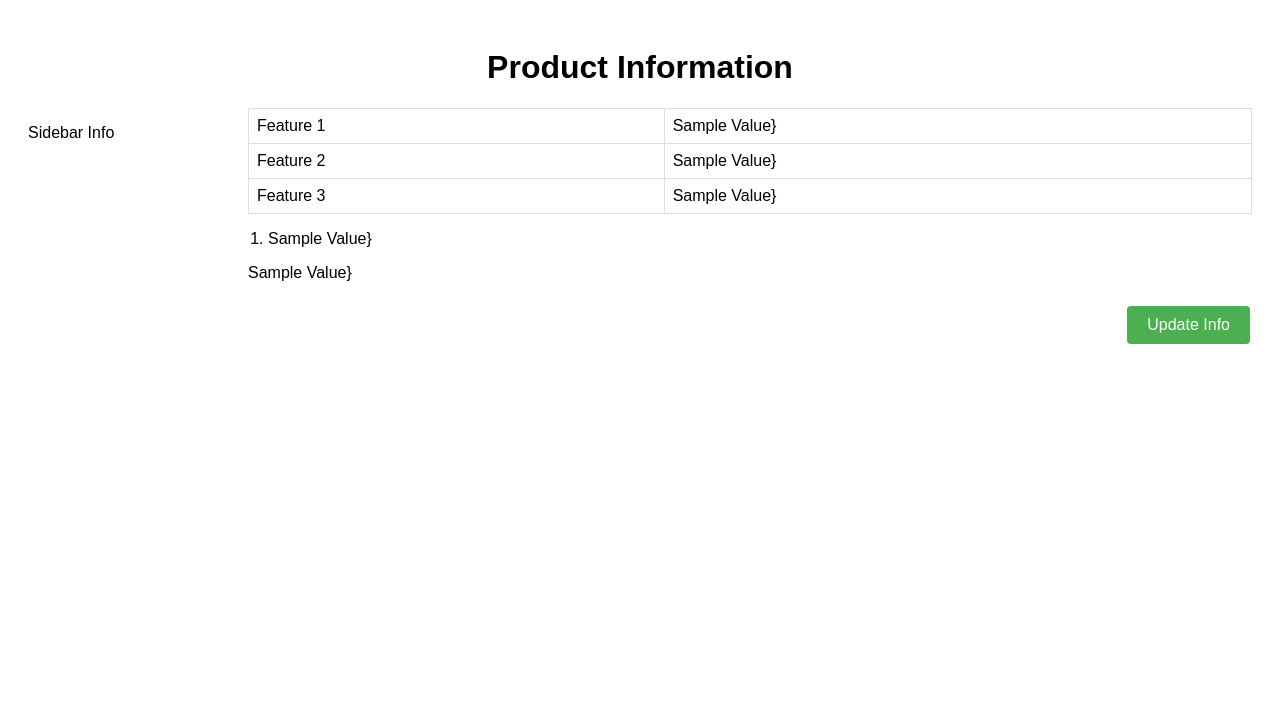 Product Information
Sidebar Info
Feature 1 Sample Value}
Feature 2 Sample Value}
Feature 3 Sample Value}
1. Sample Value}
Sample Value}
Update Info